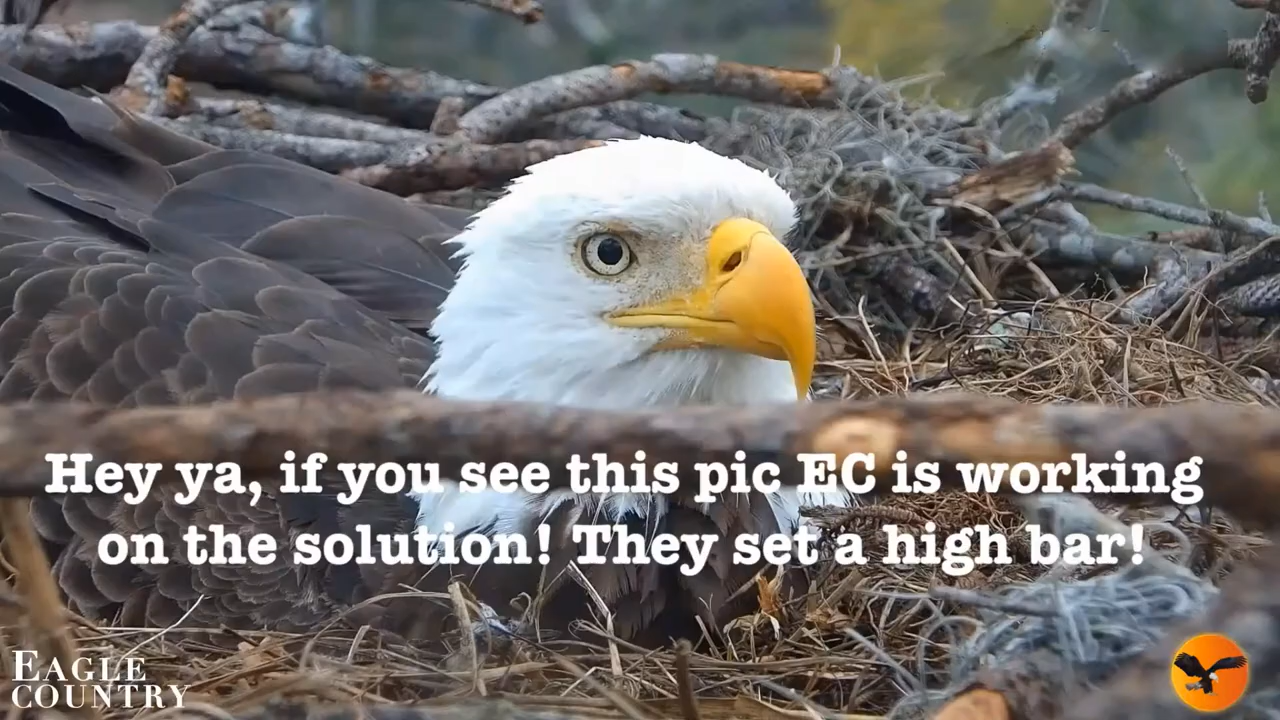 Hey ya, if you see this pic EC is working
on the solution! They set a high bar!
EAGLE
COUNTRY